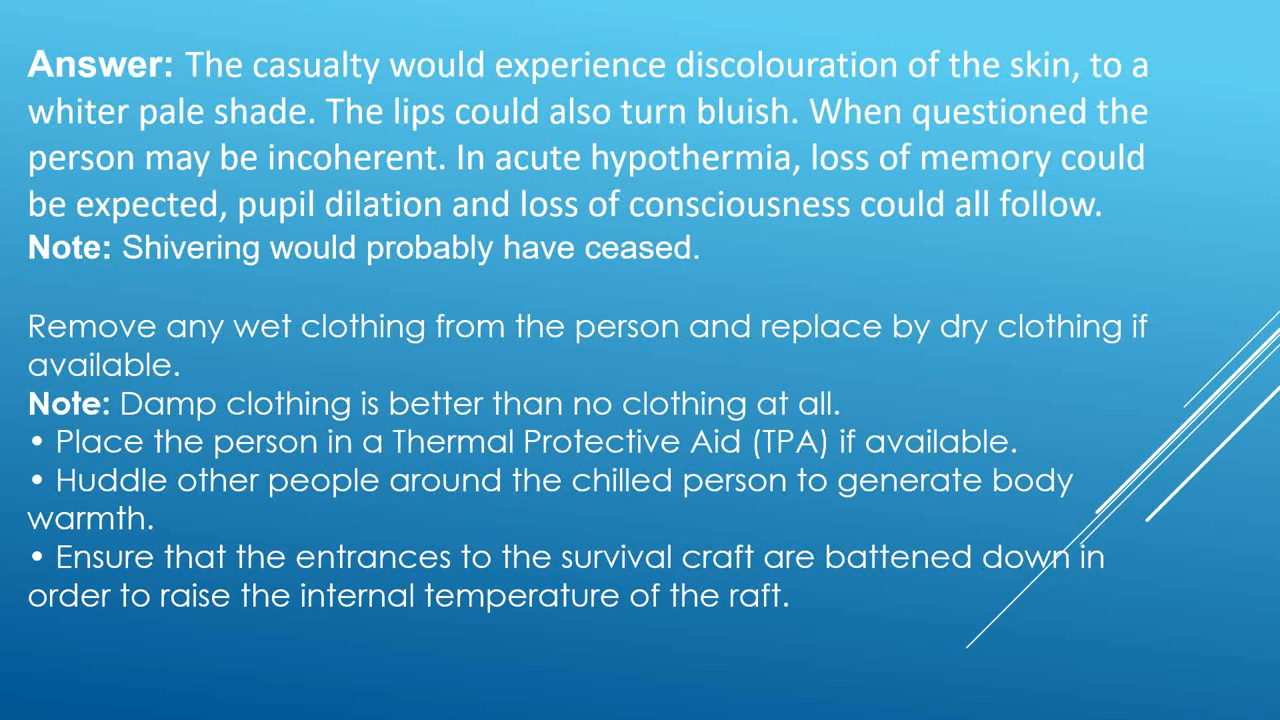 Answer: The casualty would experience discolouration of the skin, to a
whiter pale shade. The lips could also turn bluish. When questioned the
person may be incoherent. In acute hypothermia, loss of memory could
be expected, pupil dilation and loss of consciousness could all follow.
Note: Shivering would probably have ceased.
Remove any wet clothing from the person and replace by dry clothing if
available.
Note: Damp clothing is better than no clothing at all.
• Place the person in a Thermal Protective Aid (TPA) if available.
• Huddle other people around the chilled person to generate body
warmth.
• Ensure that the entrances to the survival craft are battened down in
order to raise the internal temperature of the raft.